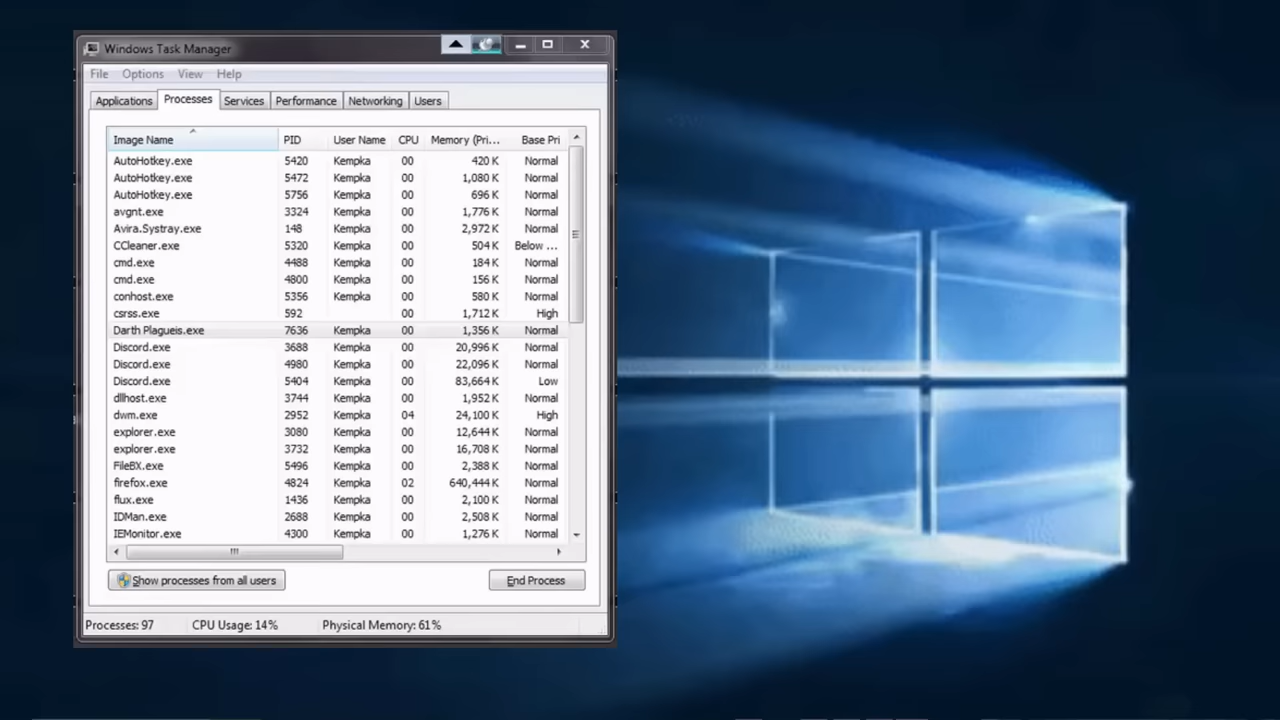 Windows Task Manager
File Options View Help
Applications Processes Services Performance Networking Users
Image Name PID User Name CPU Memory (Pri... Base Pri
AutoHotkey.exe 5420 Kempka 00 420 K Normal
AutoHotkey.exe 5472 Kempka 00 1,080 K Normal
AutoHotkey.exe 5756 Kempka 00 696 K Normal
avgnt.exe 3324 Kempka 00 1,776 K Normal
Avira.Systray.exe 148 Kempka 00 2,972 K Normal
CCleaner.exe 5320 Kempka 00 504 K Below ...
cmd.exe 4488 Kempka 00 184 K Normal
cmd.exe 4800 Kempka 00 156 K Normal
conhost.exe 5356 Kempka 00 580 K Normal
csrss.exe 592 00 1,712 K High
Darth Plagueis.exe 7636 Kempka 00 1,356 K Normal
Discord.exe 3688 Kempka 00 20,996 K Normal
Discord.exe 4980 Kempka 00 22,096 K Normal
Discord.exe 5404 Kempka 00 83,664 K Low
dllhost.exe 3744 Kempka 00 1,952 K Normal
dwm.exe 2952 Kempka 04 24,100 K High
explorer.exe 3080 Kempka 00 12,644 K Normal
explorer.exe 3732 Kempka 00 16,708 K Normal
FileBX.exe 5496 Kempka 00 2,388 K Normal
firefox.exe 4824 Kempka 02 640,444 K Normal
flux.exe 1436 Kempka 00 2,100 K Normal
IDMan.exe 2688 Kempka 00 2,508 K Normal
IEMonitor.exe 4300 Kempka 00 1,276 K Normal
Show processes from all users End Process
Processes: 97 CPU Usage: 14% Physical Memory: 61%